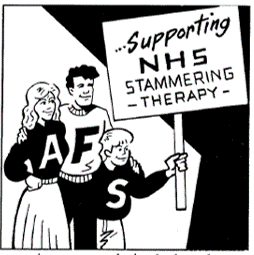 ...Supporting
NHS
STAMMERING
- THERAPY -
A
F
S